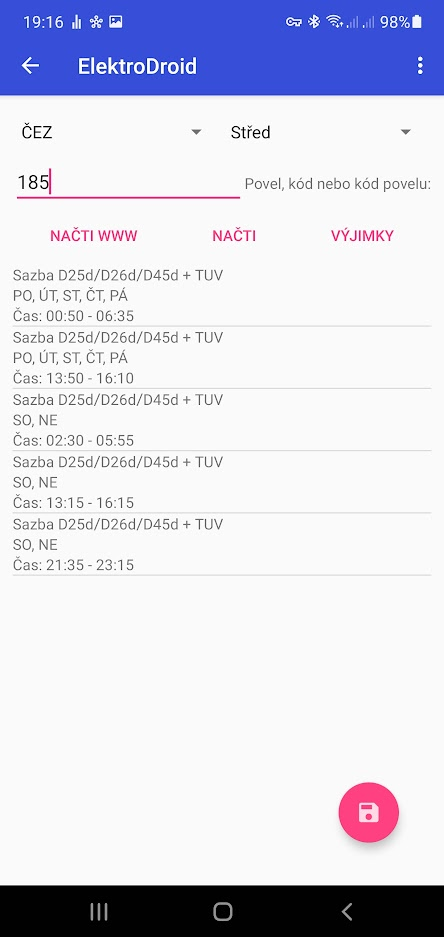 19:16 98%
ElektroDroid
ČEZ Střed
185 Povel, kód nebo kód povelu:
NAČTI WWW NAČTI VÝJIMKY
Sazba D25d/D26d/D45d + TUV
PO, ÚT, ST, ČT, PÁ
Čas: 00:50 - 06:35
Sazba D25d/D26d/D45d + TUV
PO, ÚT, ST, ČT, PÁ
Čas: 13:50 - 16:10
Sazba D25d/D26d/D45d + TUV
SO, NE
Čas: 02:30 - 05:55
Sazba D25d/D26d/D45d + TUV
SO, NE
Čas: 13:15 - 16:15
Sazba D25d/D26d/D45d + TUV
SO, NE
Čas: 21:35 - 23:15